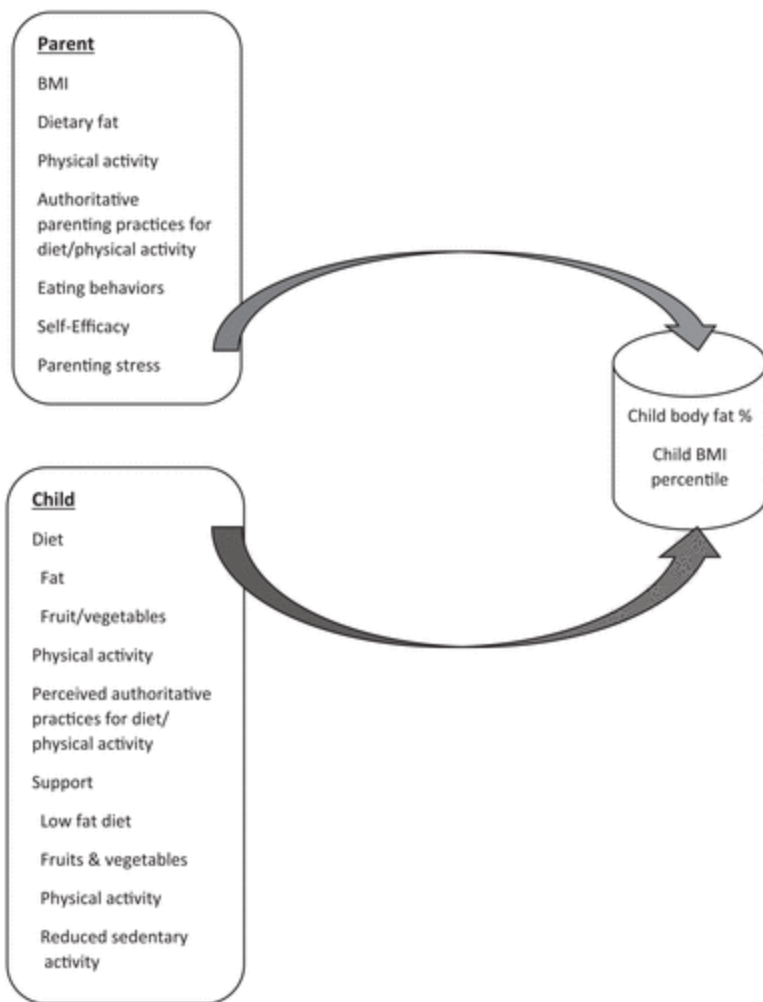 Parent
BMI
Dietary fat
Physical activity
Authoritative
parenting practices for
diet/physical activity
Eating behaviors
Self-Efficacy
Parenting stress
Child body fat %
Child BMI
percentile
Child
Diet
Fat
Fruit/vegetables
Physical activity
Perceived authoritative
practices for diet/
physical activity
Support
Low fat diet
Fruits & vegetables
Physical activity
Reduced sedentary
activity